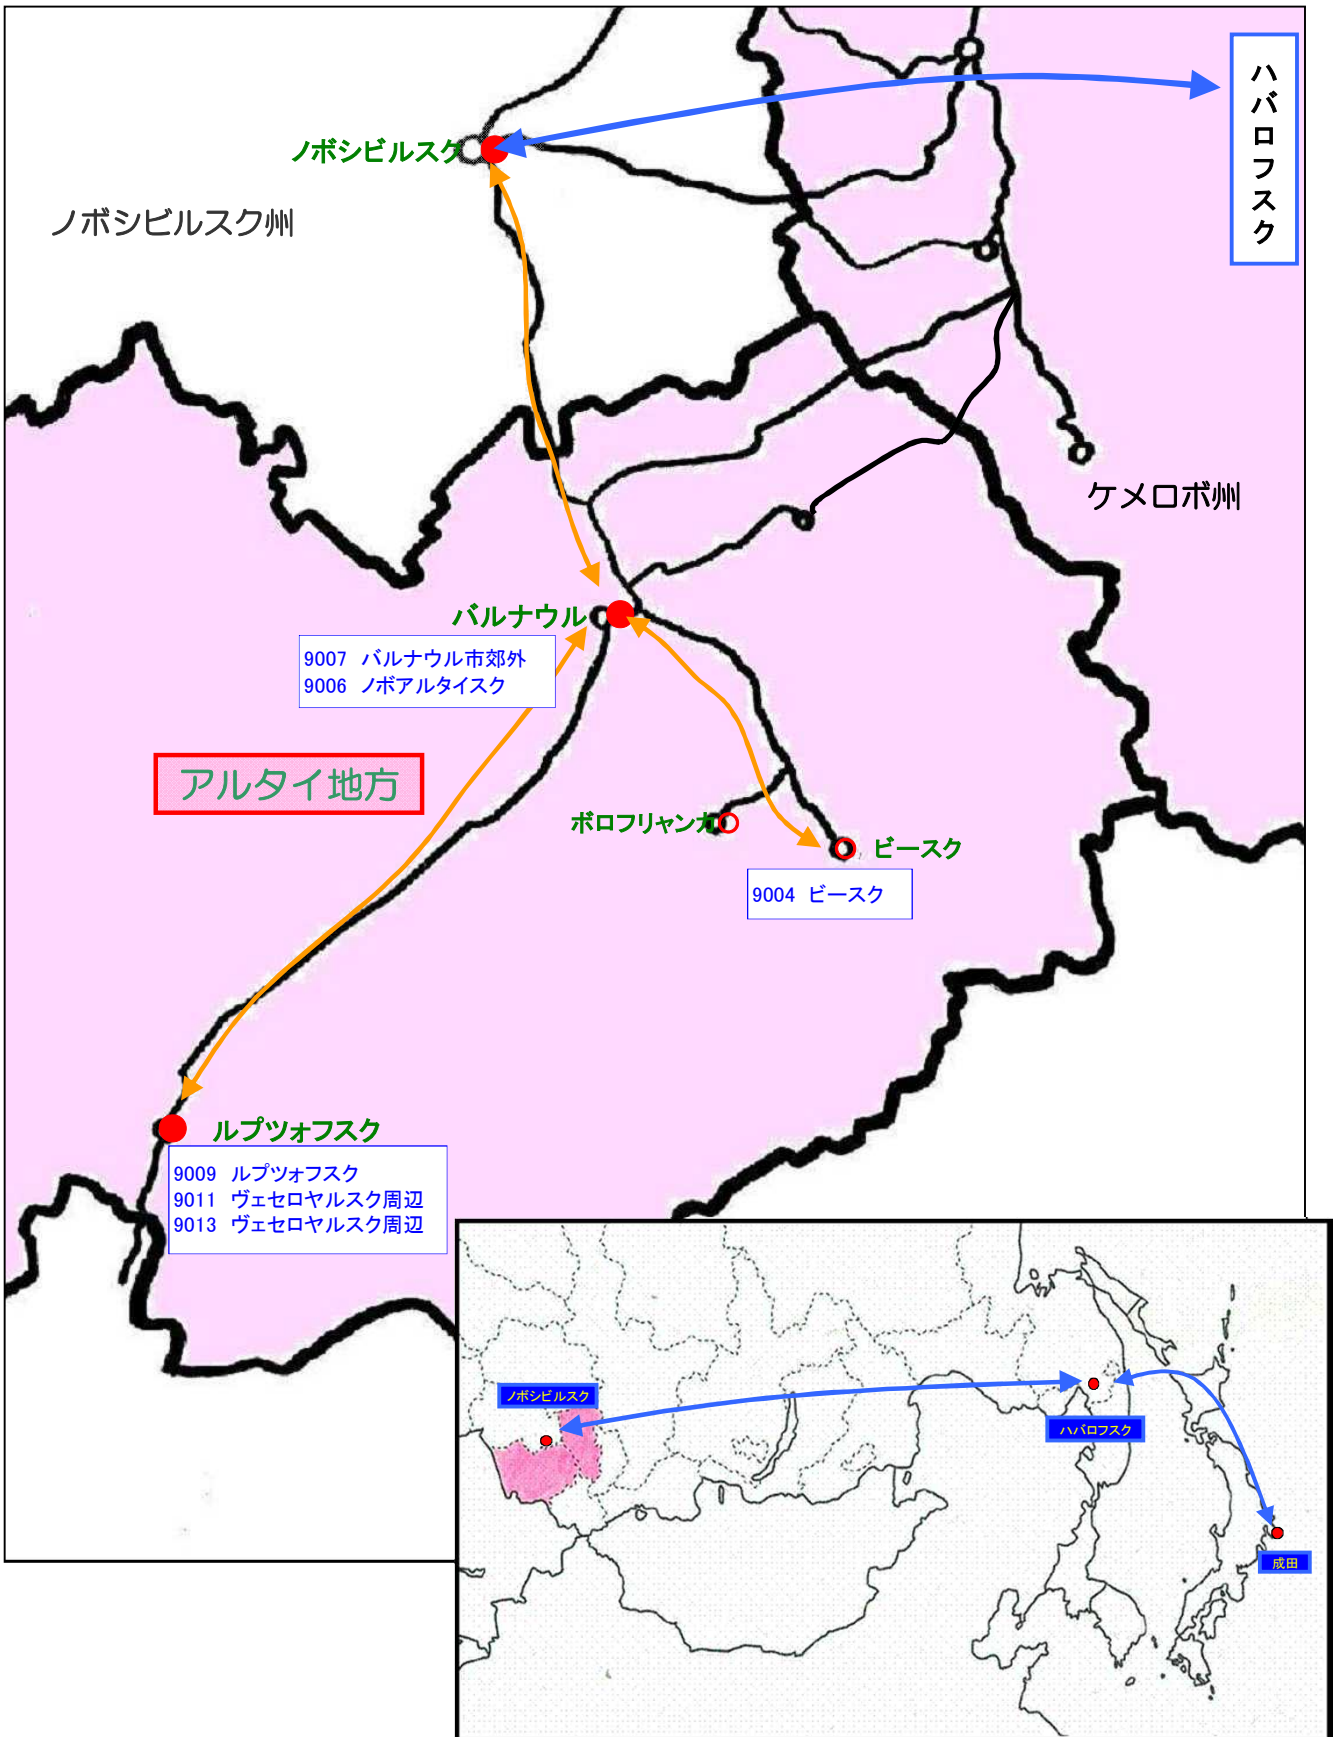 ハバロフスク
ノボシビルスク
ノボシビルスク州
ケメロボ州
バルナウル
9007 バルナウル市郊外
9006 ノボアルタイスク
アルタイ地方
ボロフリャンカ
ビースク
9004 ビースク
ルプツォフスク
9009 ルプツォフスク
9011 ヴェセロヤルスク周辺
9013 ヴェセロヤルスク周辺
ノボシビルスク
ハバロフスク
成田